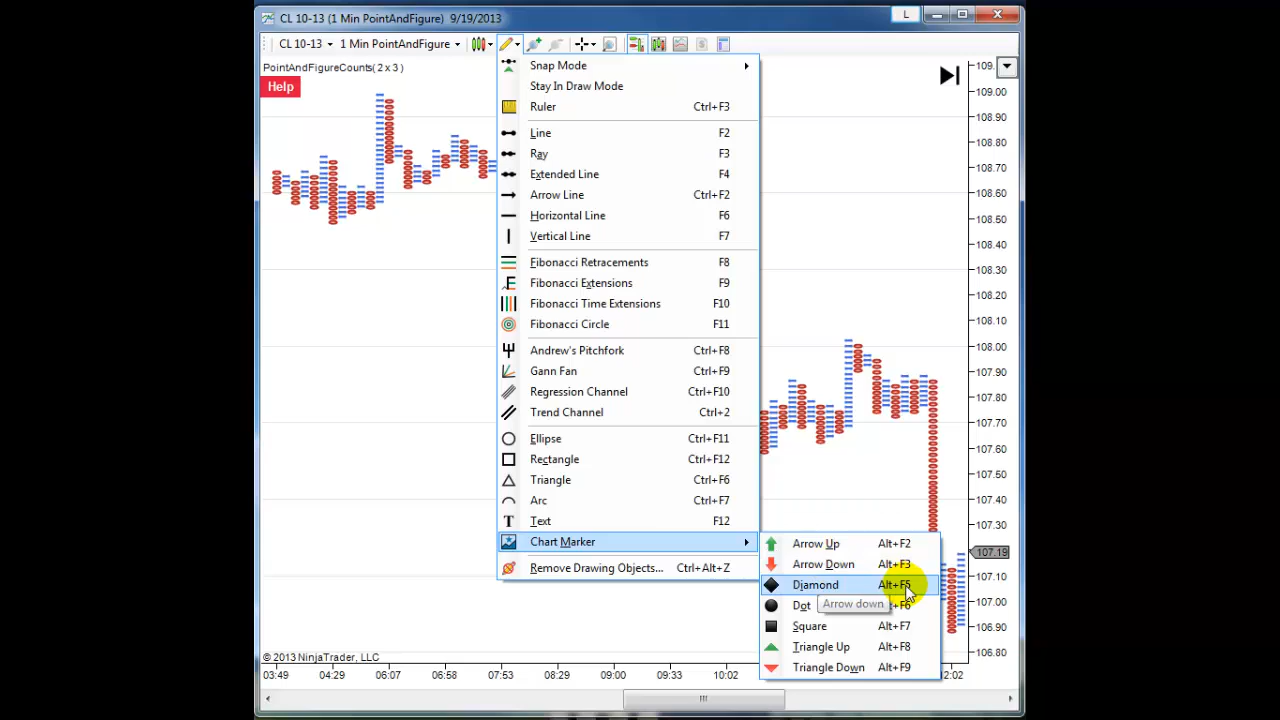 CL 10-13 (1 Min PointAndFigure) 9/19/2013
L
CL 10-13
1 Min PointAndFigure
PointAndFigureCounts( 2 x 3 )
Help
Snap Mode
Stay In Draw Mode
Ruler Ctrl+F3
Line F2
Ray F3
Extended Line F4
Arrow Line Ctrl+F2
Horizontal Line F6
Vertical Line F7
Fibonacci Retracements F8
Fibonacci Extensions F9
Fibonacci Time Extensions F10
Fibonacci Circle F11
Andrew's Pitchfork Ctrl+F8
Gann Fan Ctrl+F9
Regression Channel Ctrl+F10
Trend Channel Ctrl+2
Ellipse Ctrl+F11
Rectangle Ctrl+F12
Triangle Ctrl+F6
Arc Ctrl+F7
Text F12
Chart Marker
Remove Drawing Objects... Ctrl+Alt+Z
Arrow Up Alt+F2
Arrow Down Alt+F3
Diamond Alt+F5
Dot
Arrow down
Square Alt+F7
Triangle Up Alt+F8
Triangle Down Alt+F9
109.
109.00
108.90
108.80
108.70
108.60
108.50
108.40
108.30
108.20
108.10
108.00
107.90
107.80
107.70
107.60
107.50
107.40
107.30
107.19
107.10
107.00
106.90
106.80
© 2013 NinjaTrader, LLC
03:49 04:29 06:07 06:58 07:53 08:29 09:00 09:33 10:02 12:02